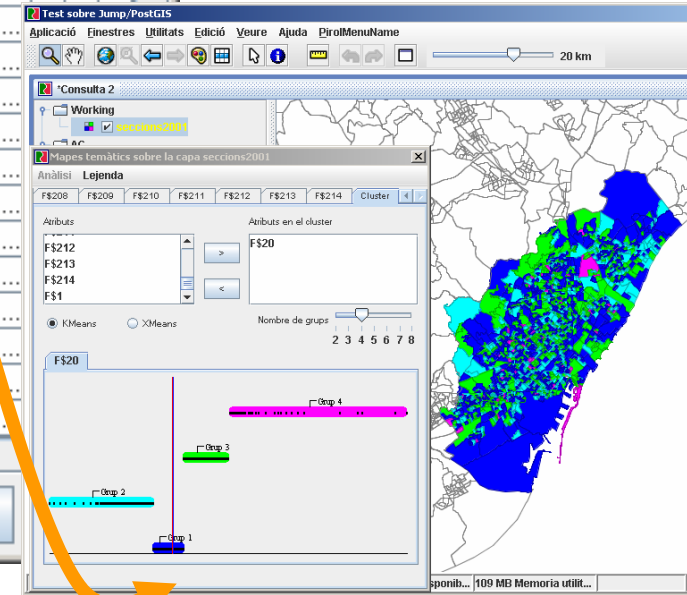 Test sobre Jump/PostGIS
Aplicació Finestres Utilitats Edició Veure Ajuda PirolMenuName
20 km
*Consulta 2
Working
seccions2001
AC
Mapes temàtics sobre la capa seccions2001
Anàlisi Lejenda
F$208 F$209 F$210 F$211 F$212 F$213 F$214 Cluster
Atributs
Atributs en el cluster
F$212
F$213
F$214
F$1
>
<
F$20
KMeans
XMeans
Nombre de grups
2 3 4 5 6 7 8
F$20
Grup 4
Grup 3
Grup 2
Grup 1
sponib...
109 MB Memoria utilit...